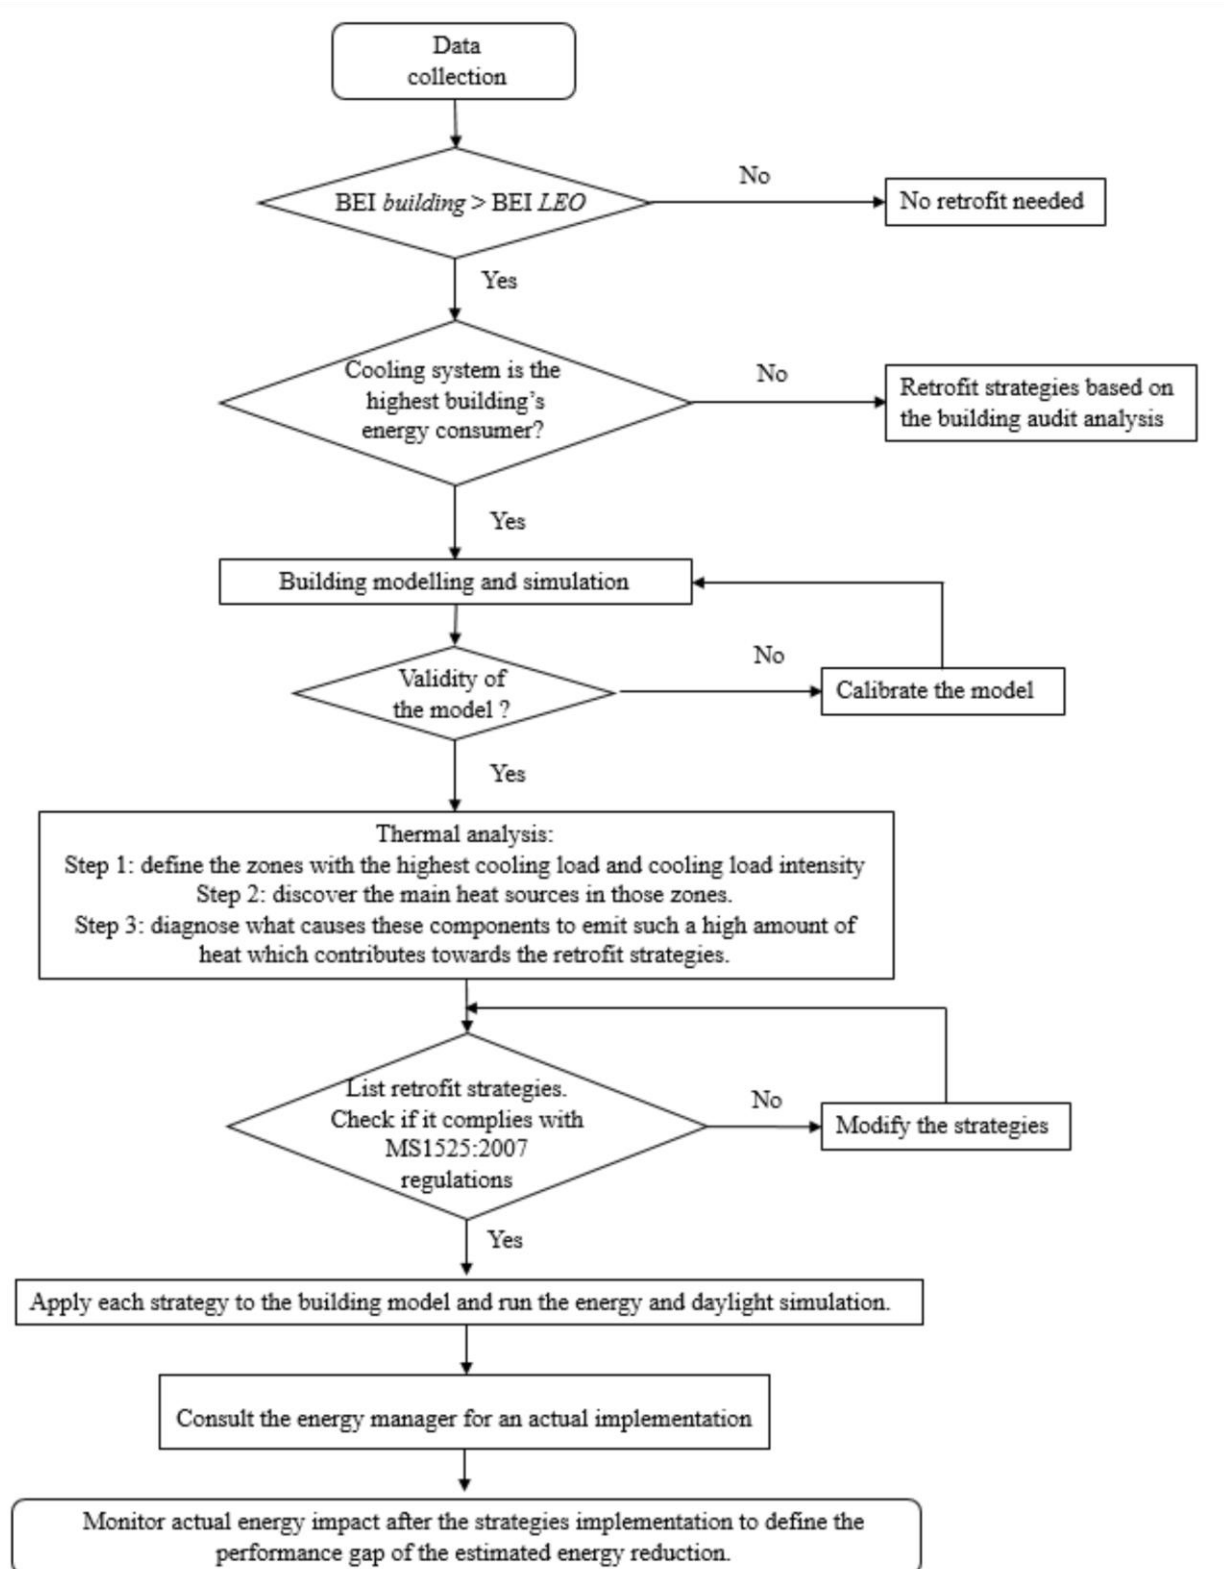 Data
collection
BEI building > BEI LEO
No
No retrofit needed
Yes
Cooling system is the
highest building's
energy consumer?
No
Retrofit strategies based on
the building audit analysis
Yes
Building modelling and simulation
Validity of
the model ?
No
Calibrate the model
Yes
Thermal analysis:
Step 1: define the zones with the highest cooling load and cooling load intensity
Step 2: discover the main heat sources in those zones.
Step 3: diagnose what causes these components to emit such a high amount of
heat which contributes towards the retrofit strategies.
List retrofit strategies.
Check if it complies with
MS1525:2007
regulations
No
Modify the strategies
Yes
Apply each strategy to the building model and run the energy and daylight simulation.
Consult the energy manager for an actual implementation
Monitor actual energy impact after the strategies implementation to define the
performance gap of the estimated energy reduction.